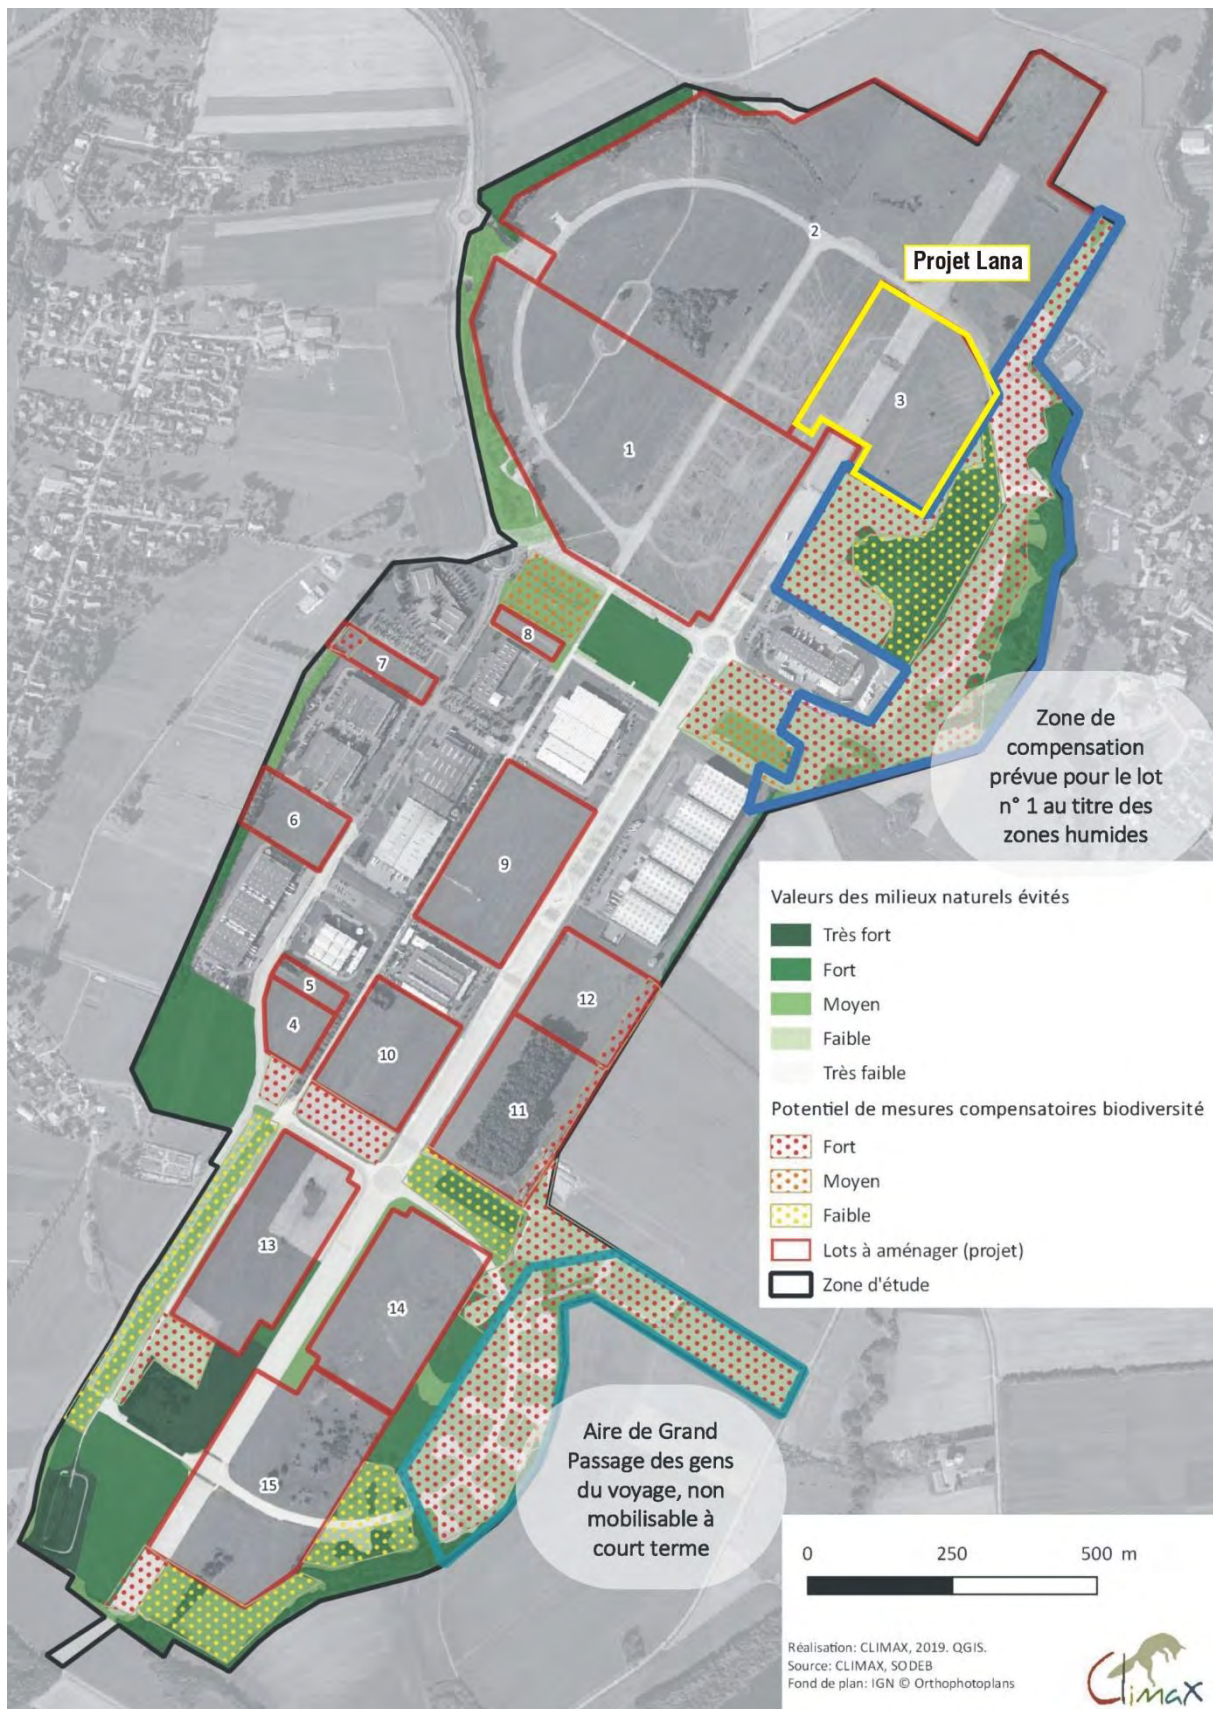 2
Projet Lana
3
1
8
7
Zone de
compensation
prévue pour le lot
n° 1 au titre des
zones humides
6
9
Valeurs des milieux naturels évités
Très fort
Fort
Moyen
Faible
Très faible
Potentiel de mesures compensatoires biodiversité
Fort
Moyen
Faible
Lots à aménager (projet)
Zone d'étude
5
12
4
10
11
13
14
Aire de Grand
Passage des gens
du voyage, non
mobilisable à
court terme
15
0 250 500 m
Réalisation: CLIMAX, 2019. QGIS.
Source: CLIMAX, SODEB
Fond de plan: IGN © Orthophotoplans
Climax